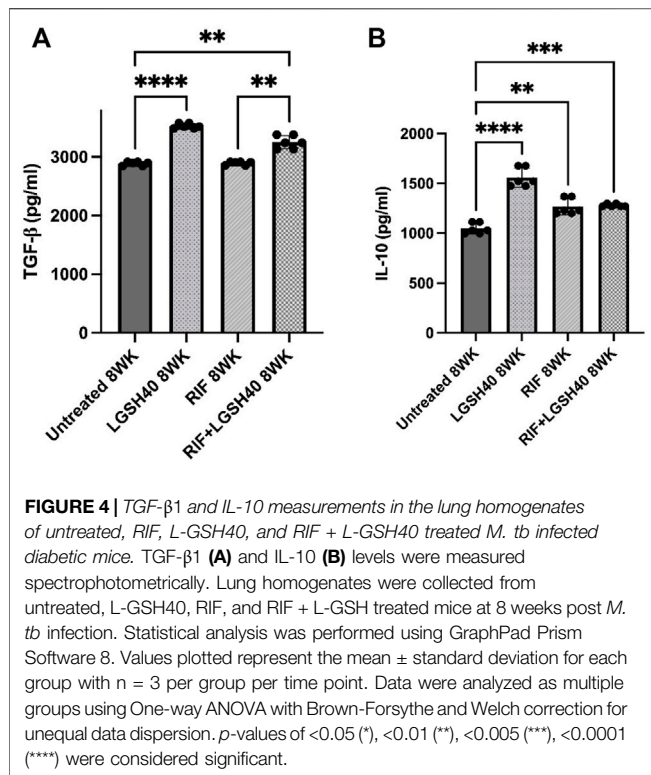 A
**
****
**
TGF-β (pg/ml)
3000
2000
1000
0
Untreated 8WK
LGSH40 8WK
RIF 8WK
RIF+LGSH40 8WK
B
***
**
****
IL-10 (pg/ml)
2000
1500
1000
500
0
Untreated 8WK
LGSH40 8WK
RIF 8WK
RIF+LGSH40 8WK
FIGURE 4 | TGF-β1 and IL-10 measurements in the lung homogenates
of untreated, RIF, L-GSH40, and RIF + L-GSH40 treated M. tb infected
diabetic mice. TGF-β1 (A) and IL-10 (B) levels were measured
spectrophotometrically. Lung homogenates were collected from
untreated, L-GSH40, RIF, and RIF + L-GSH treated mice at 8 weeks post M.
tb infection. Statistical analysis was performed using GraphPad Prism
Software 8. Values plotted represent the mean ± standard deviation for each
group with n = 3 per group per time point. Data were analyzed as multiple
groups using One-way ANOVA with Brown-Forsythe and Welch correction for
unequal data dispersion. p-values of <0.05 (*), <0.01 (**), <0.005 (***), <0.0001
(****) were considered significant.